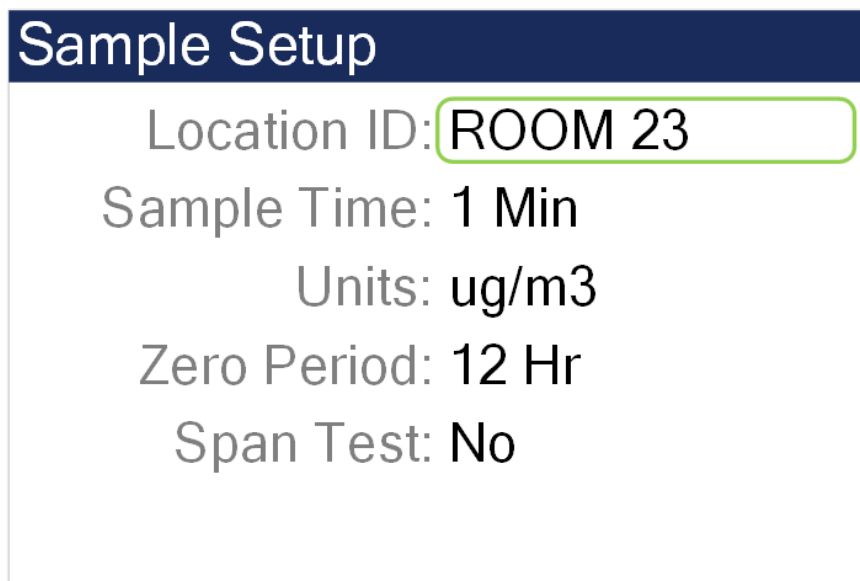 Sample Setup
Location ID: ROOM 23
Sample Time: 1 Min
Units: ug/m3
Zero Period: 12 Hr
Span Test: No